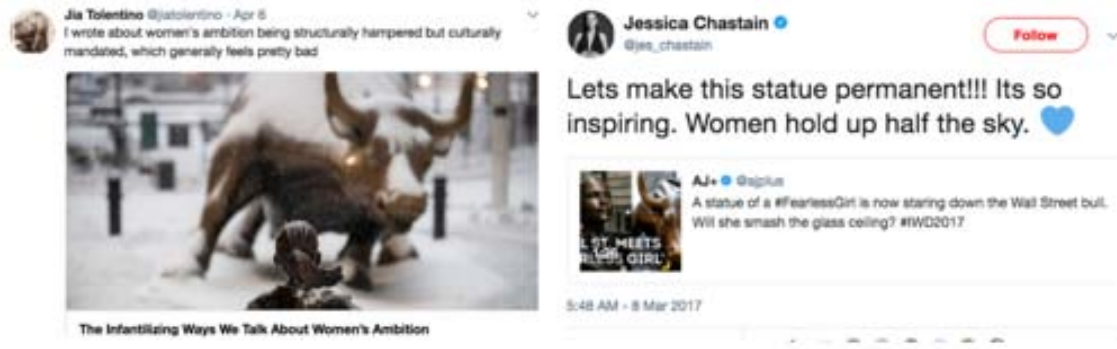 Jia Tolentino @jiatolentino · Apr 6
I wrote about women's ambition being structurally hampered but culturally
mandated, which generally feels pretty bad
The Infantilizing Ways We Talk About Women's Ambition
Jessica Chastain
@jes_chastain
Follow
Lets make this statue permanent!!! Its so
inspiring. Women hold up half the sky. 💙
AJ+ @ajplus
A statue of a #FearlessGirl is now staring down the Wall Street bull.
Will she smash the glass ceiling? #IWD2017
MEETS
GIRL'
5:48 AM - 8 Mar 2017